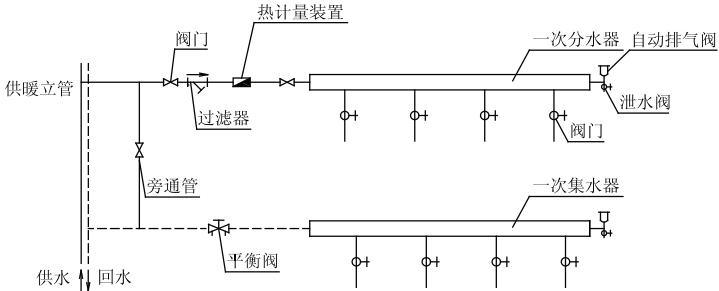 热计量装置
阀门
一次分水器
自动排气阀
供暖立管
过滤器
泄水阀
阀门
旁通管
一次集水器
平衡阀
供水
回水